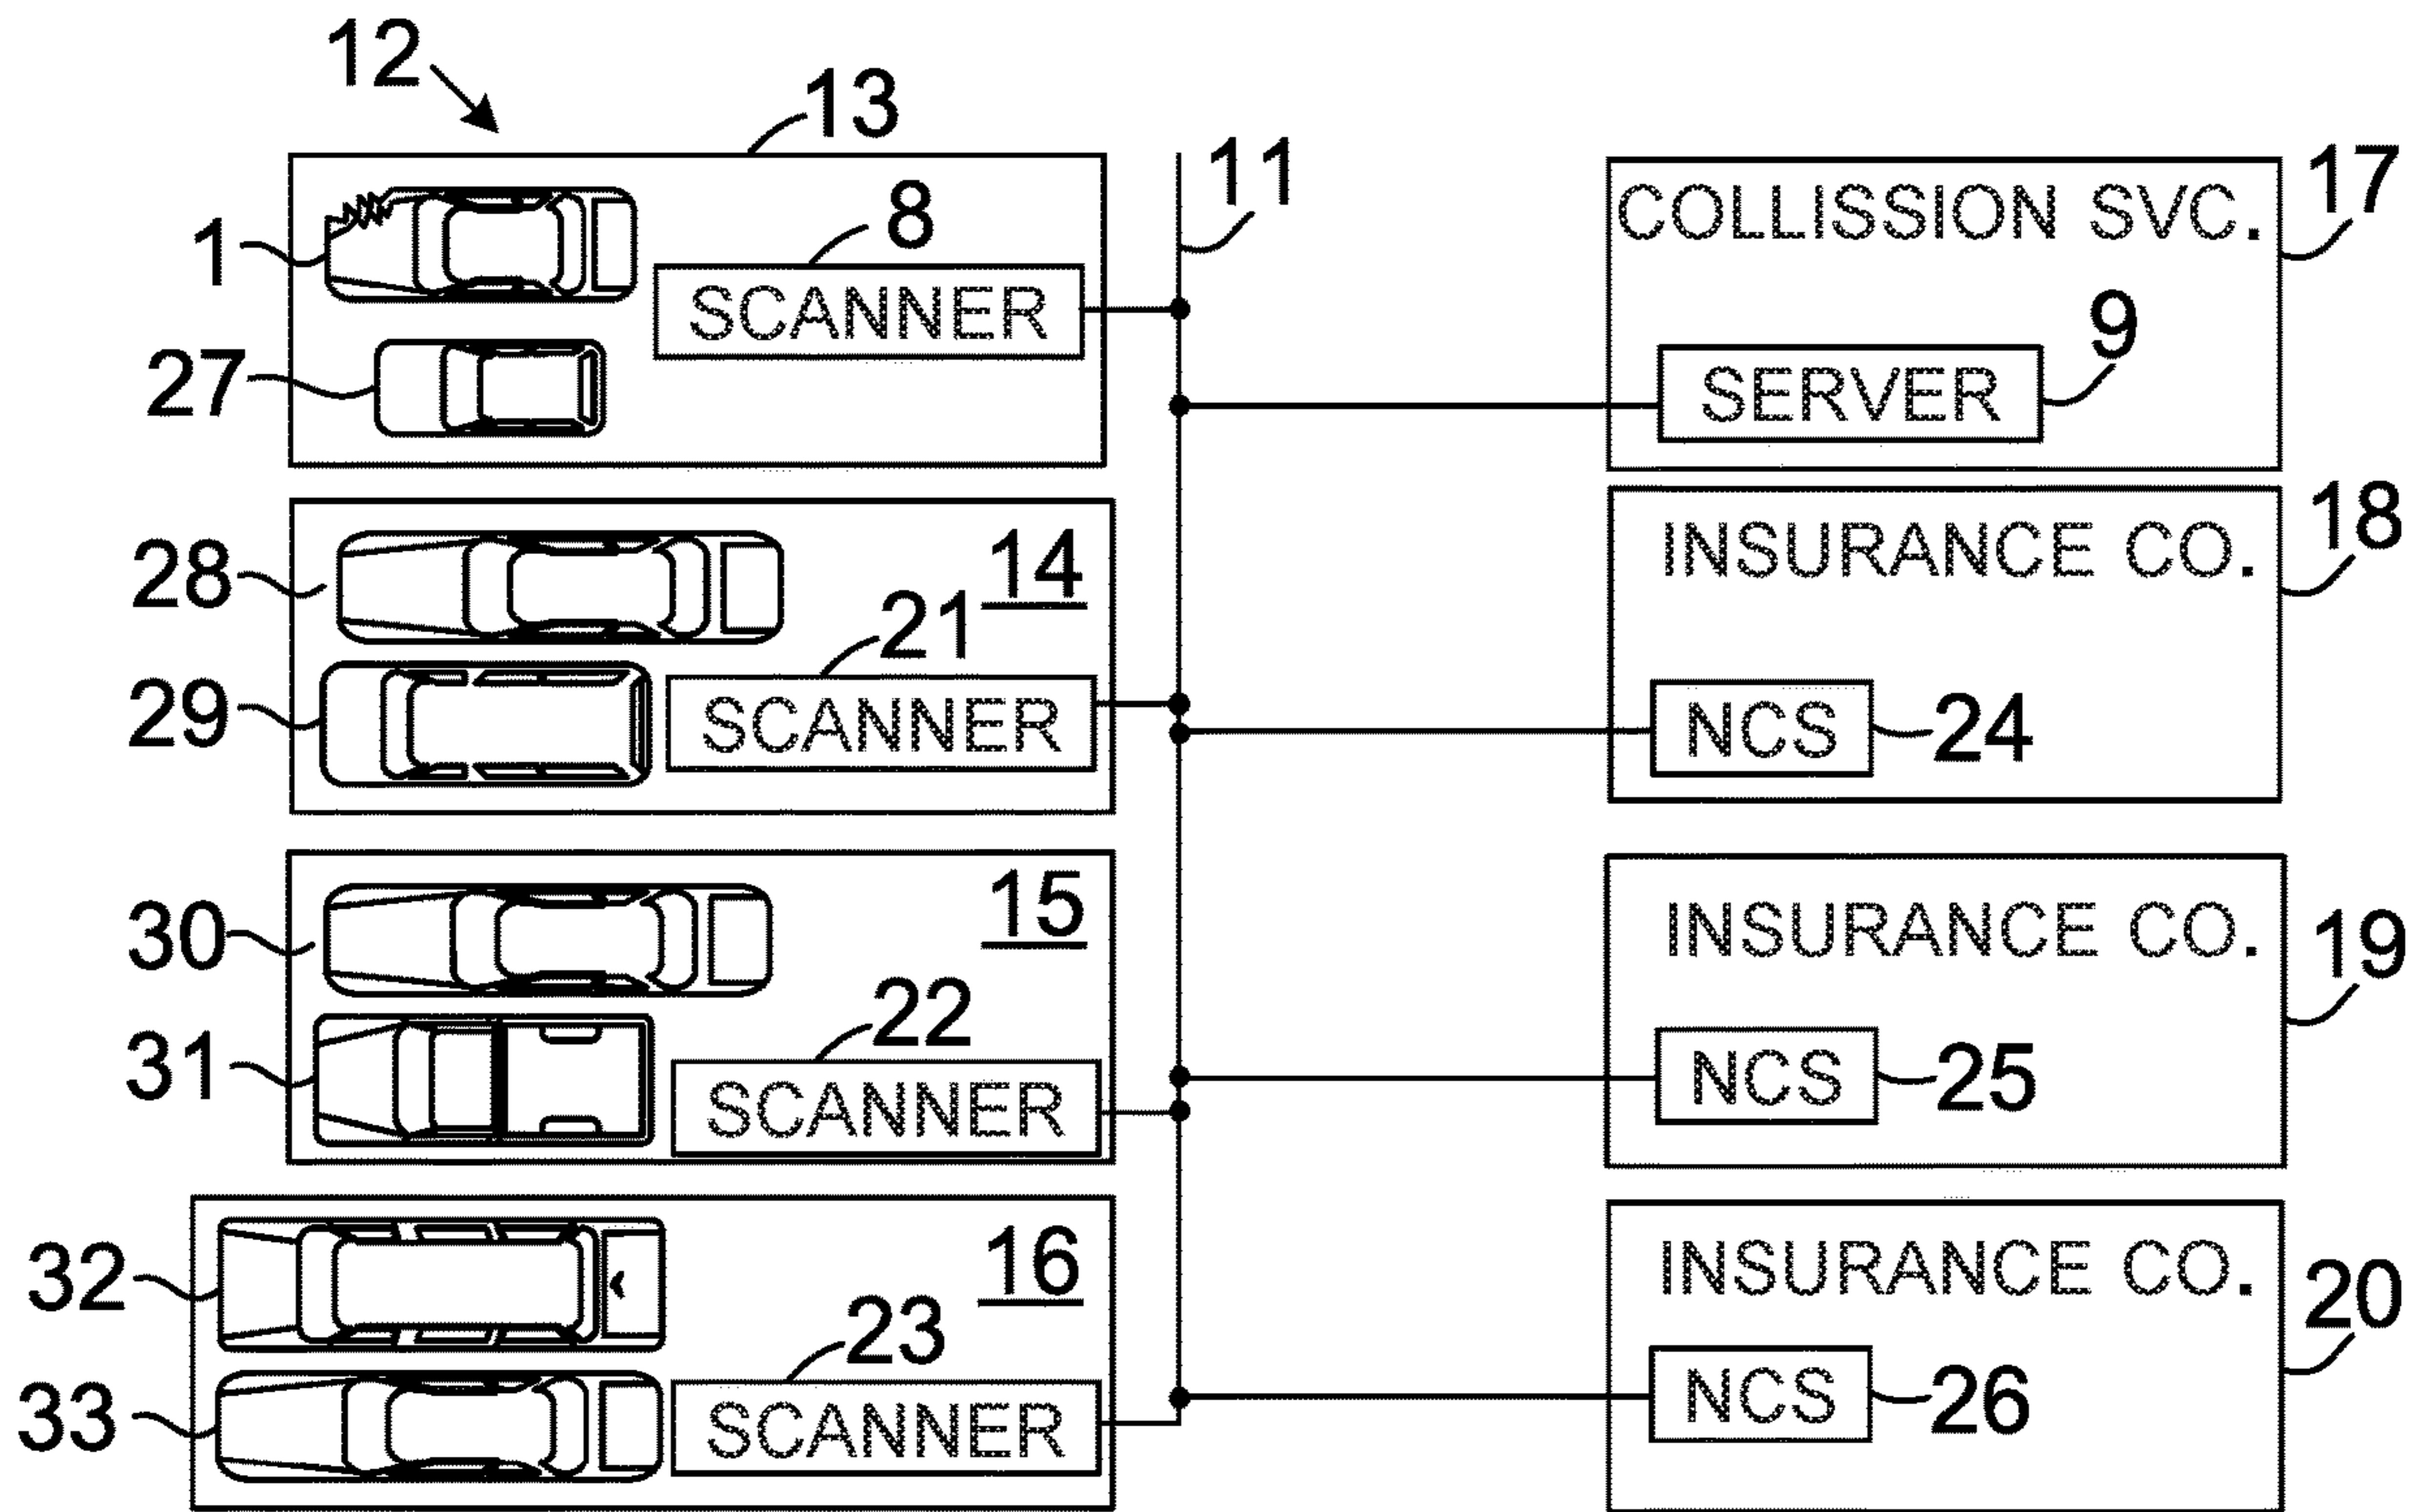 12
13
11
17
1
8
COLLISSION SVC.
SCANNER
9
27
SERVER
18
28
14
INSURANCE CO.
21
29
SCANNER
NCS
24
15
19
30
INSURANCE CO.
22
31
SCANNER
NCS
25
16
20
32
INSURANCE CO.
23
33
SCANNER
NCS
26